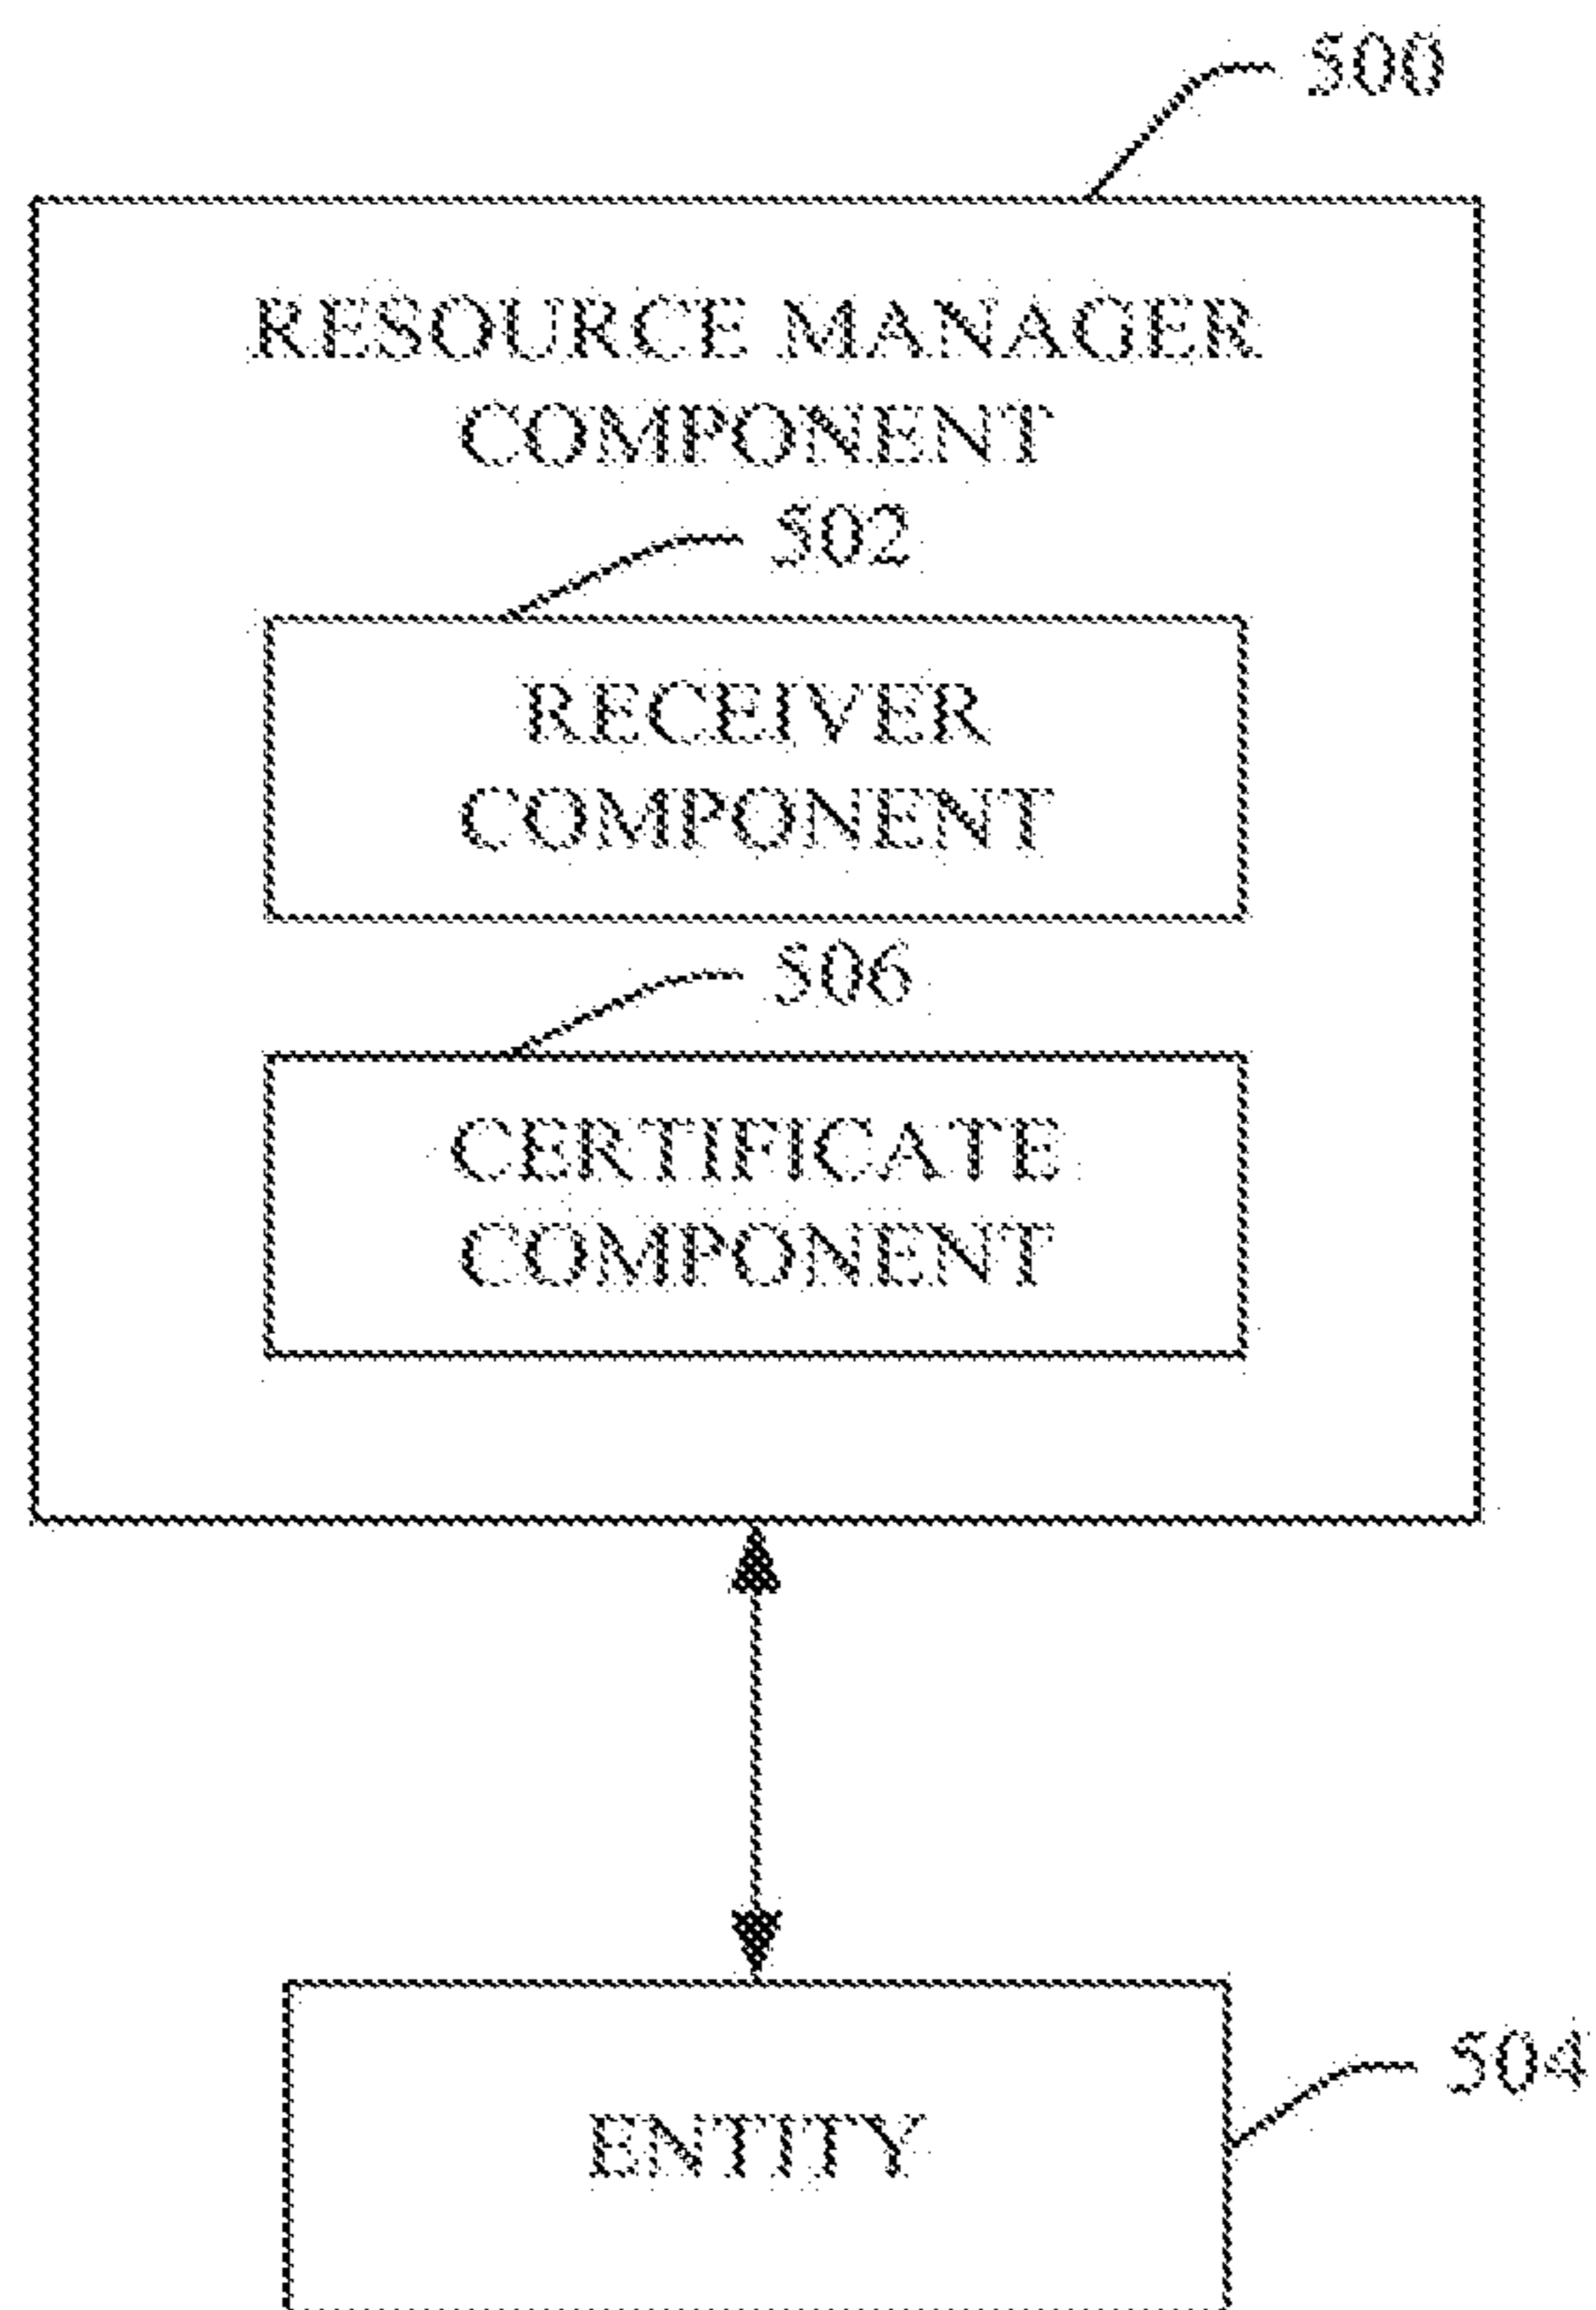 500
RESOURCE MANAGER
COMPONENT
502
RECEIVER
COMPONENT
506
CERTIFICATE
COMPONENT
504
ENTITY